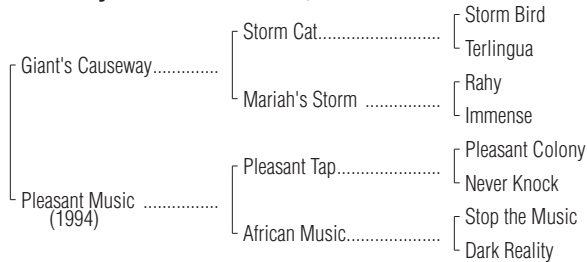 Storm Bird
Storm Cat........................
Terlingua
Giant's Causeway.............
Rahy
Mariah's Storm ...............
Immense
Pleasant Colony
Pleasant Tap.....................
Never Knock
Pleasant Music ...............
(1994)
Stop the Music
African Music...................
Dark Reality